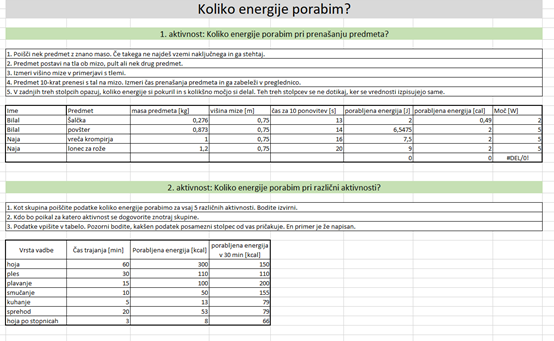 Koliko energije porabim?
1. aktivnost: Koliko energije porabim pri prenašanju predmeta?
1. Poišči nek predmet z znano maso. Če takega ne najdeš vzemi naključnega in ga stehtaj.
2. Predmet postavi na tla ob mizo, pult ali nek drug predmet.
3. Izmeri višino mize v primerjavi s tlemi.
4. Predmet 10-krat prenesi s tal na mizo. Izmeri čas prenašanja predmeta in ga zabeleži v preglednico.
5. V zadnjih treh stolpcih opazuj, koliko energije si pokuril in s kolikšno močjo si delal. Teh treh stolpcev se ne dotikaj, ker se vrednosti izpisujejo same.
Ime Predmet masa predmeta [kg] višina mize [m] čas za 10 ponovitev [s] porabljena energija [J] porabljena energija [cal] Moč [W]
Bilal Šalčka 0,276 0,75 13 2 0,49 2
Bilal povšter 0,873 0,75 14 6,5475 2 5
Naja vreča krompirja 1 0,75 16 7,5 2 5
Naja lonec za rože 1,2 0,75 20 9 2 5
0 0 #DEL/0!
2. aktivnost: Koliko energije porabim pri različni aktivnosti?
1. Kot skupina poiščite podatke koliko energije porabimo za vsaj 5 različnih aktivnosti. Bodite izvirni.
2. Kdo bo poikal za katero aktivnost se dogovorite znotraj skupine.
3. Podatke vpišite v tabelo. Pozorni bodite, kakšen podatek posamezni stolpec od vas pričakuje. En primer je že napisan.
Vrsta vadbe Čas trajanja [min] Porabljena energija [kcal] porabljena energija v 30 min [kcal]
hoja 60 300 150
ples 30 110 110
plavanje 15 100 200
smučanje 10 50 155
kuhanje 5 13 79
sprehod 20 53 79
hoja po stopnicah 3 8 66